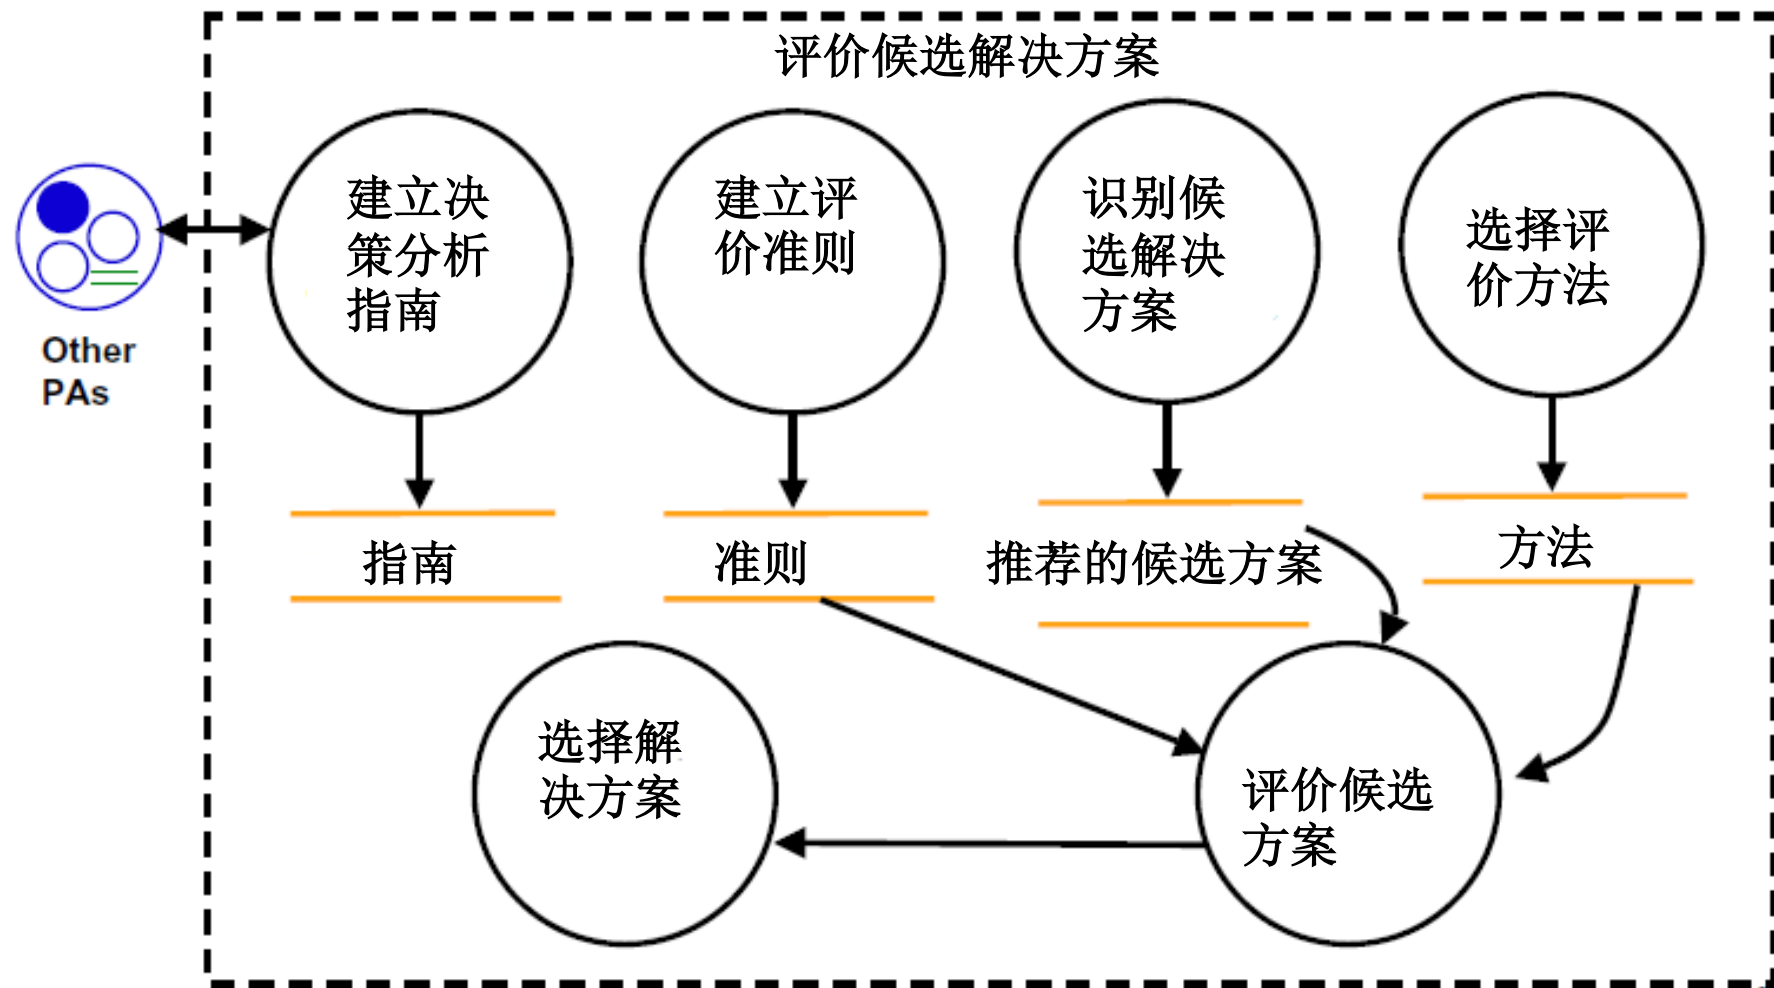 评价候选解决方案
建立决
策分析
指南
建立评
价准则
识别候
选解决
方案
选择评
价方法
Other
PAs
指南
准则
推荐的候选方案
方法
选择解
决方案
评价候选
方案